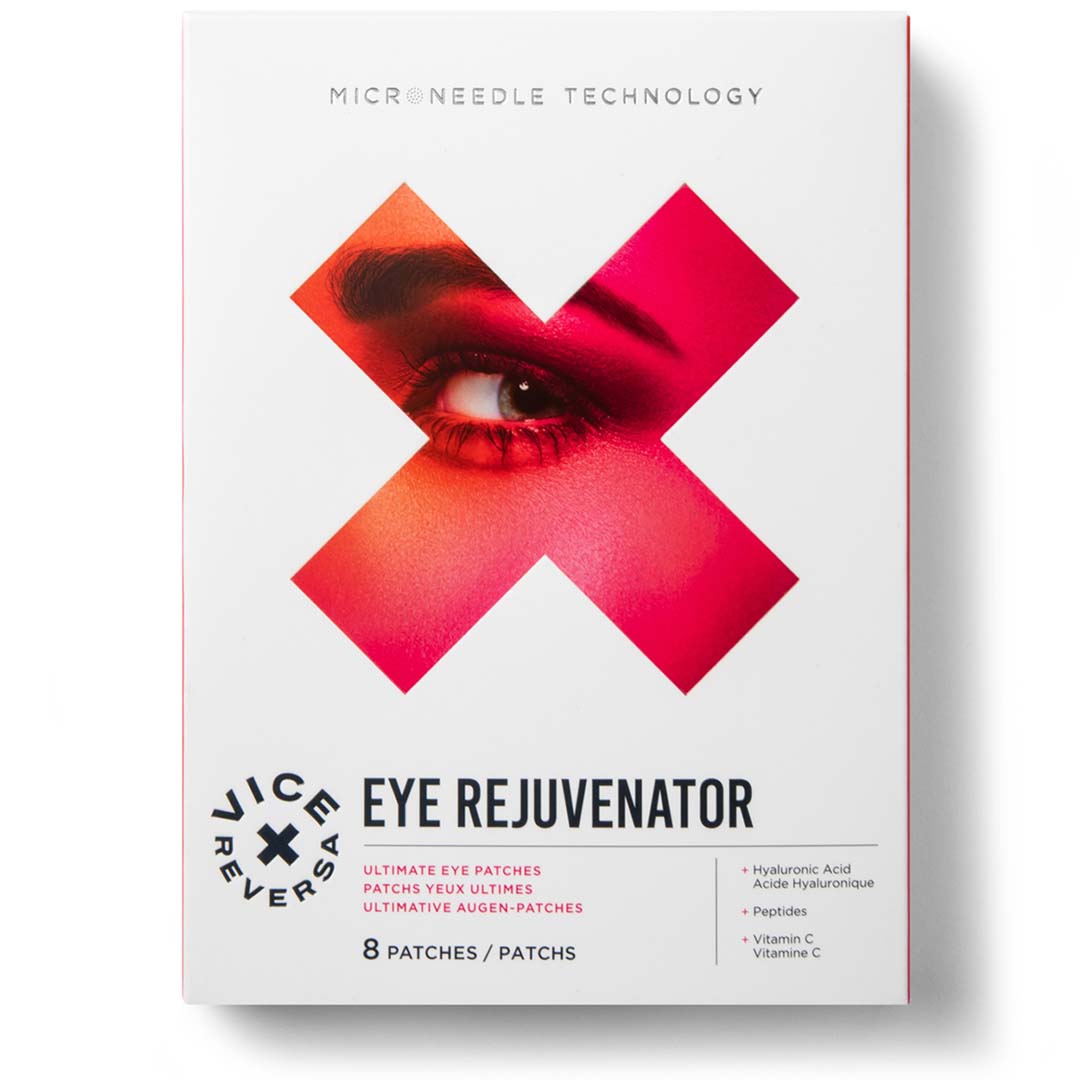 MICRONEEDLE TECHNOLOGY
VICE
REVERSA
EYE REJUVENATOR
ULTIMATE EYE PATCHES
PATCHS YEUX ULTIMES
ULTIMATIVE AUGEN-PATCHES
8 PATCHES / PATCHS
+ Hyaluronic Acid
Acide Hyaluronique
+ Peptides
+ Vitamin C
Vitamine C